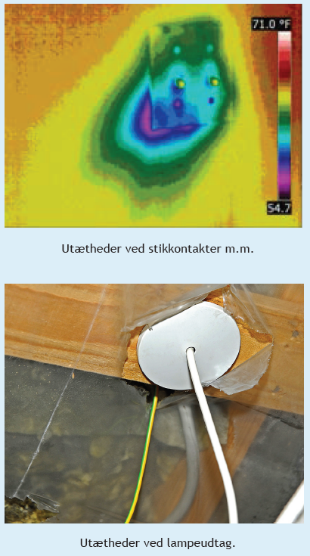 71.0 °F
54.7
Utætheder ved stikkontakter m.m.
Utætheder ved lampeudtag.